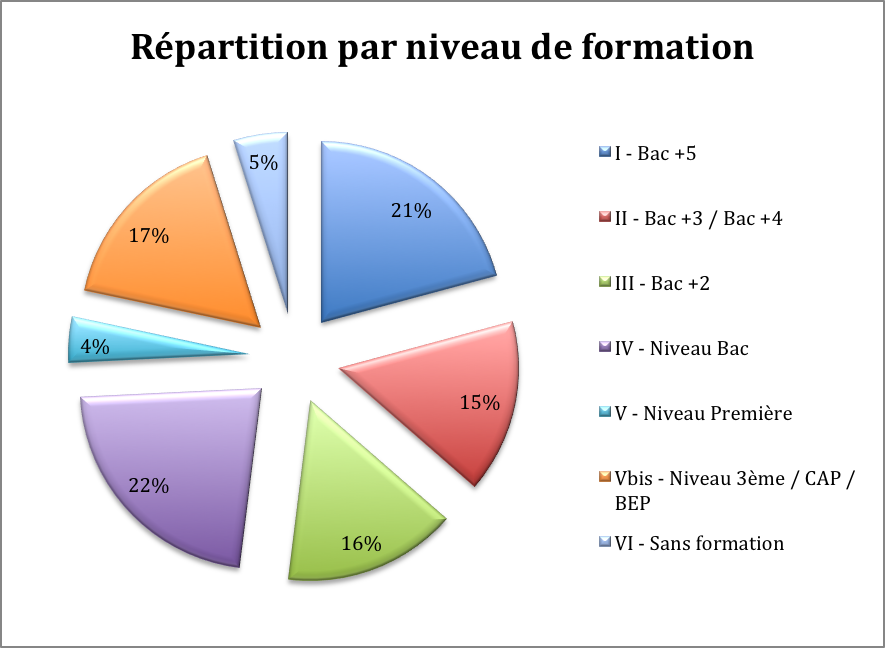 Répartition par niveau de formation
5%
21%
17%
4%
15%
22%
16%
I - Bac +5
II - Bac +3 / Bac +4
III - Bac +2
IV - Niveau Bac
V - Niveau Première
Vbis - Niveau 3ème / CAP /
BEP
VI - Sans formation